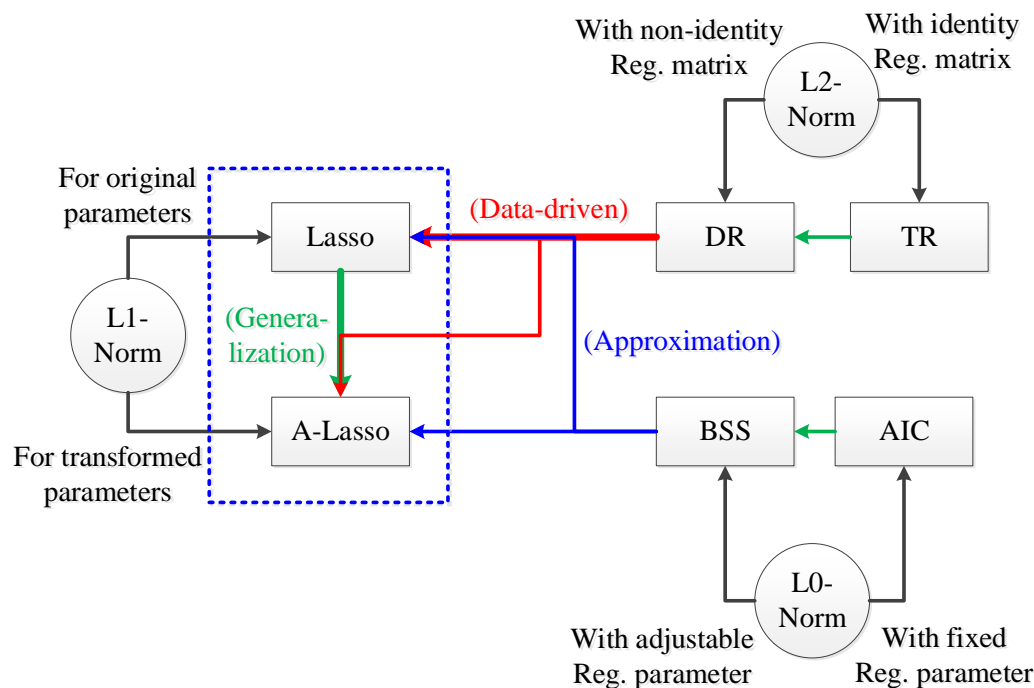 With non-identity
Reg. matrix
L2-
Norm
With identity
Reg. matrix
For original
parameters
Lasso
(Data-driven)
DR
TR
L1-
Norm
(Genera-
lization)
(Approximation)
A-Lasso
BSS
AIC
For transformed
parameters
L0-
Norm
With adjustable
Reg. parameter
With fixed
Reg. parameter